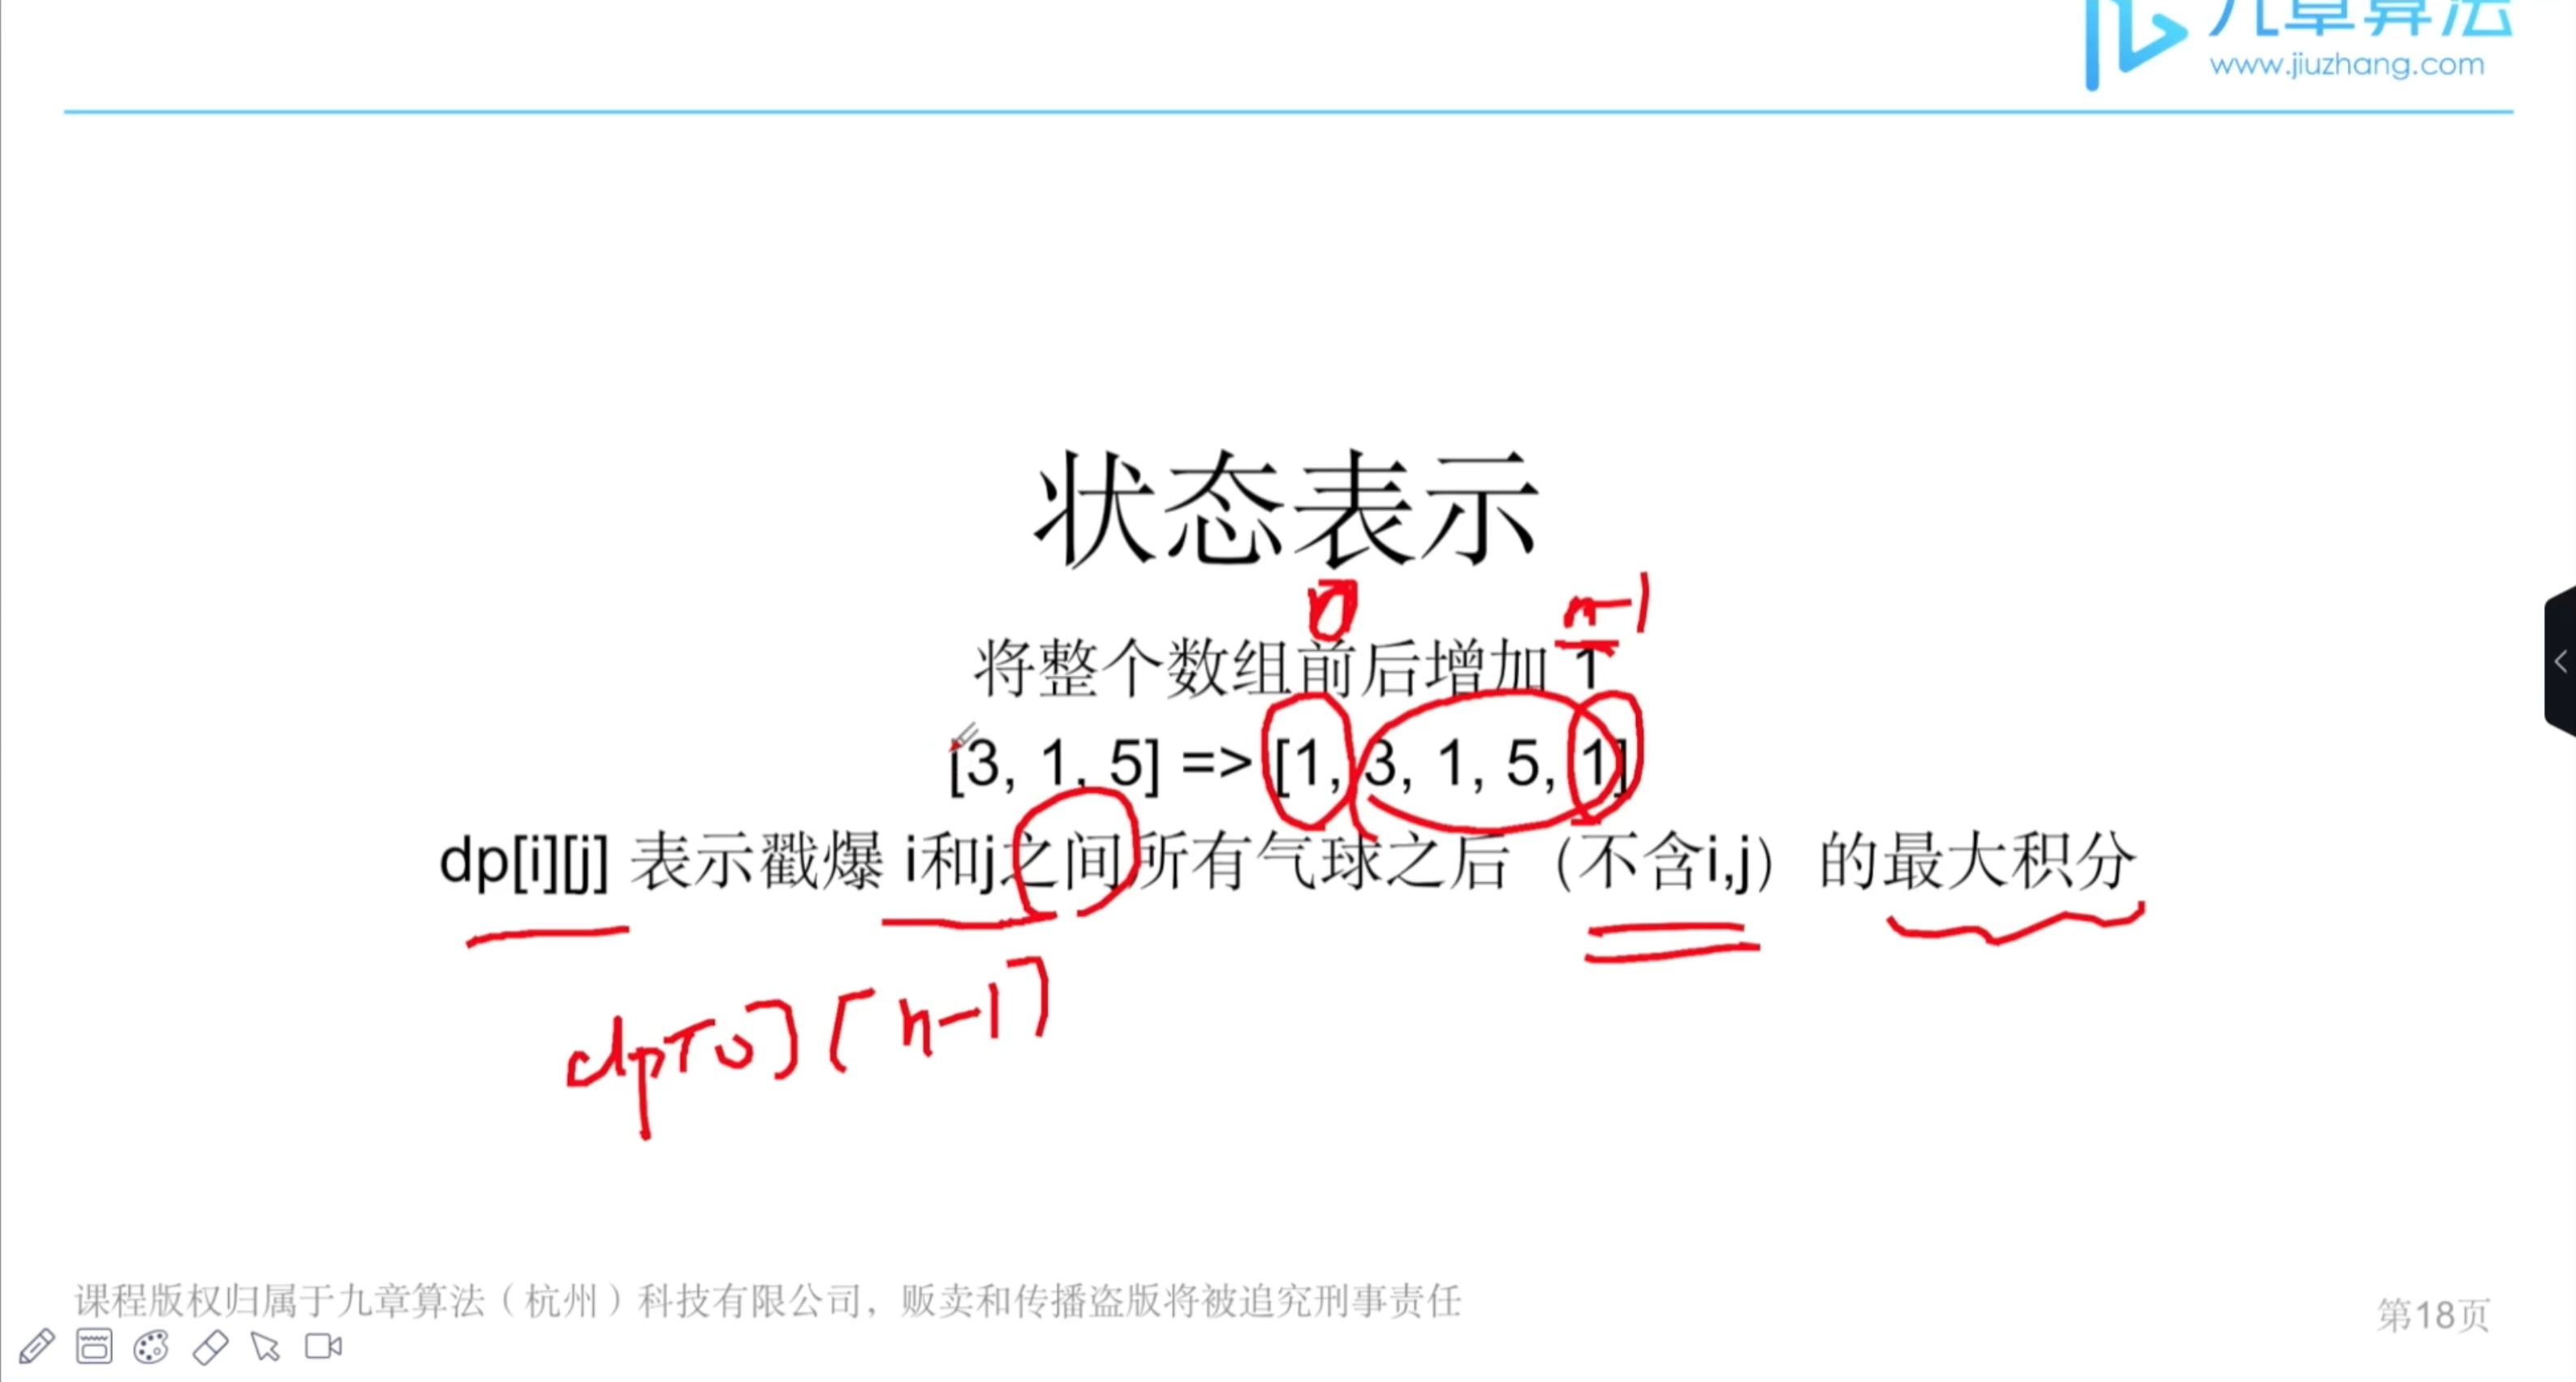 九章算法
www.jiuzhang.com
状态表示
0
n-1
将整个数组前后增加 1
[3, 1, 5] => [1, 3, 1, 5, 1]
dp[i][j] 表示戳爆 i和j之间所有气球之后（不含i,j）的最大积分
dp[0][n-1]
课程版权归属于九章算法（杭州）科技有限公司，贩卖和传播盗版将被追究刑事责任
第18页